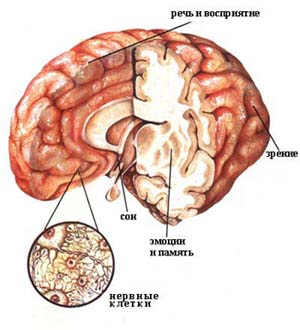 речь и восприятие
зрение
сон
эмоции
и память
нервные
клетки